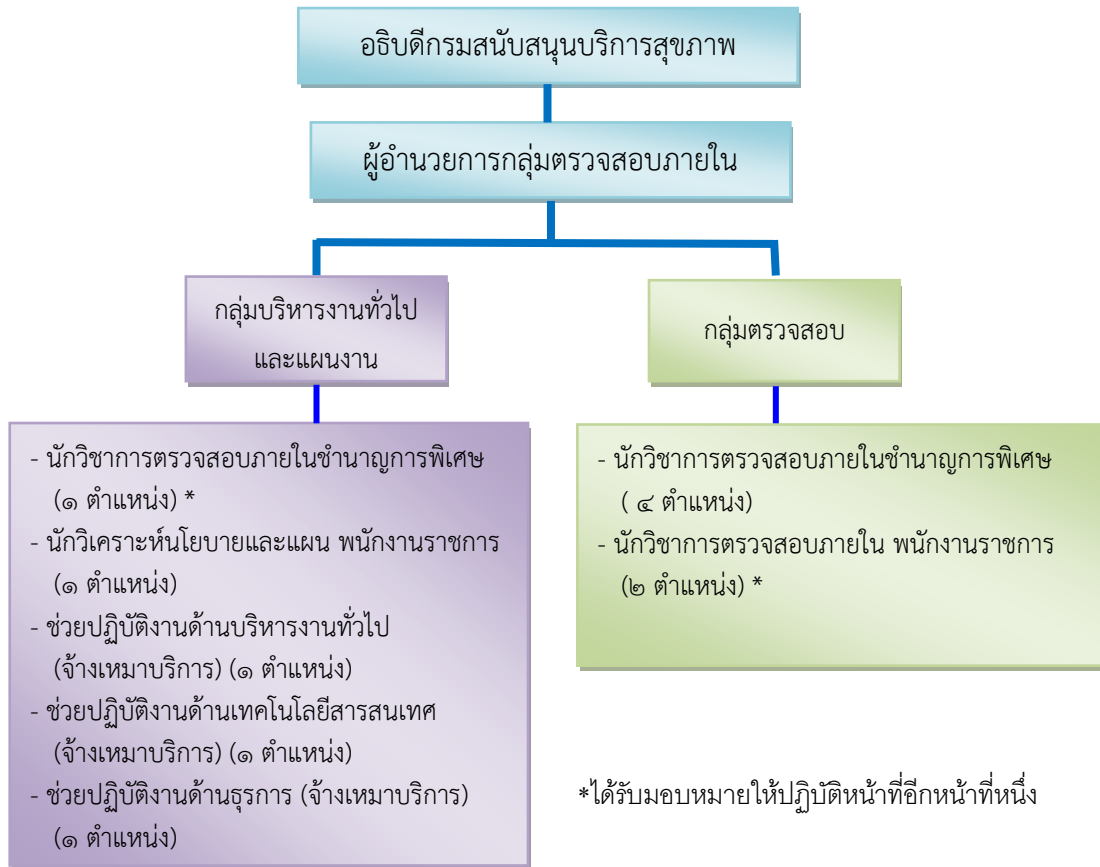 อธิบดีกรมสนับสนุนบริการสุขภาพ
ผู้อำนวยการกลุ่มตรวจสอบภายใน
กลุ่มบริหารงานทั่วไป
และแผนงาน
- นักวิชาการตรวจสอบภายในชำนาญการพิเศษ
(๑ ตำแหน่ง) *
- นักวิเคราะห์นโยบายและแผน พนักงานราชการ
(๑ ตำแหน่ง)
- ช่วยปฏิบัติงานด้านบริหารงานทั่วไป
(จ้างเหมาบริการ) (๑ ตำแหน่ง)
- ช่วยปฏิบัติงานด้านเทคโนโลยีสารสนเทศ
(จ้างเหมาบริการ) (๑ ตำแหน่ง)
- ช่วยปฏิบัติงานด้านธุรการ (จ้างเหมาบริการ)
(๑ ตำแหน่ง)
กลุ่มตรวจสอบ
- นักวิชาการตรวจสอบภายในชำนาญการพิเศษ
( ๔ ตำแหน่ง)
- นักวิชาการตรวจสอบภายใน พนักงานราชการ
(๒ ตำแหน่ง) *
*ได้รับมอบหมายให้ปฏิบัติหน้าที่อีกหน้าที่หนึ่ง